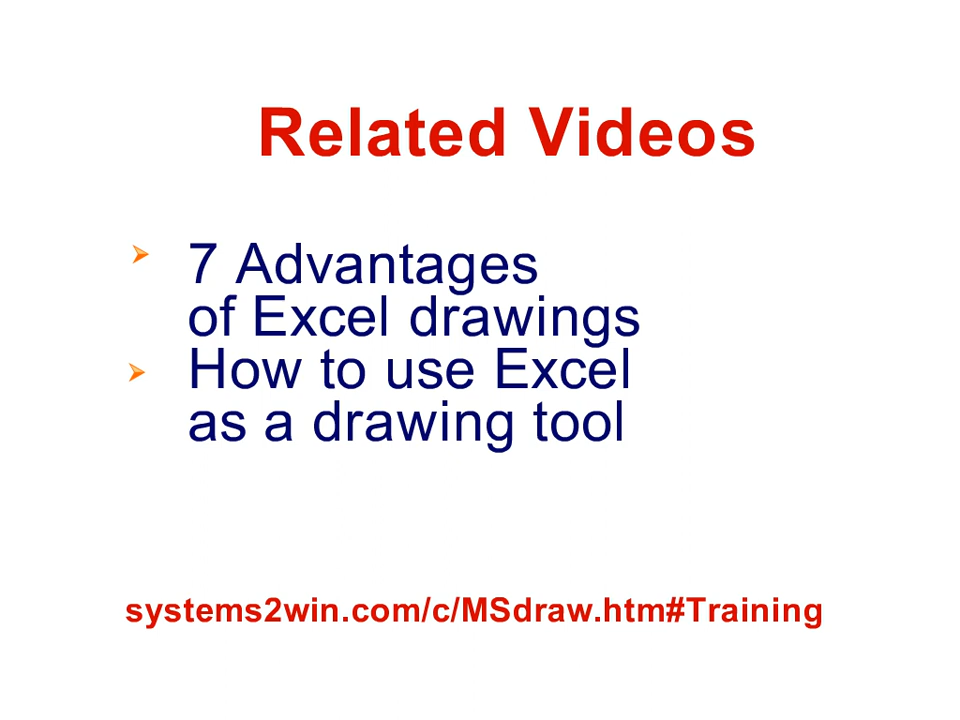 Related Videos
7 Advantages
of Excel drawings
How to use Excel
as a drawing tool
systems2win.com/c/MSdraw.htm#Training